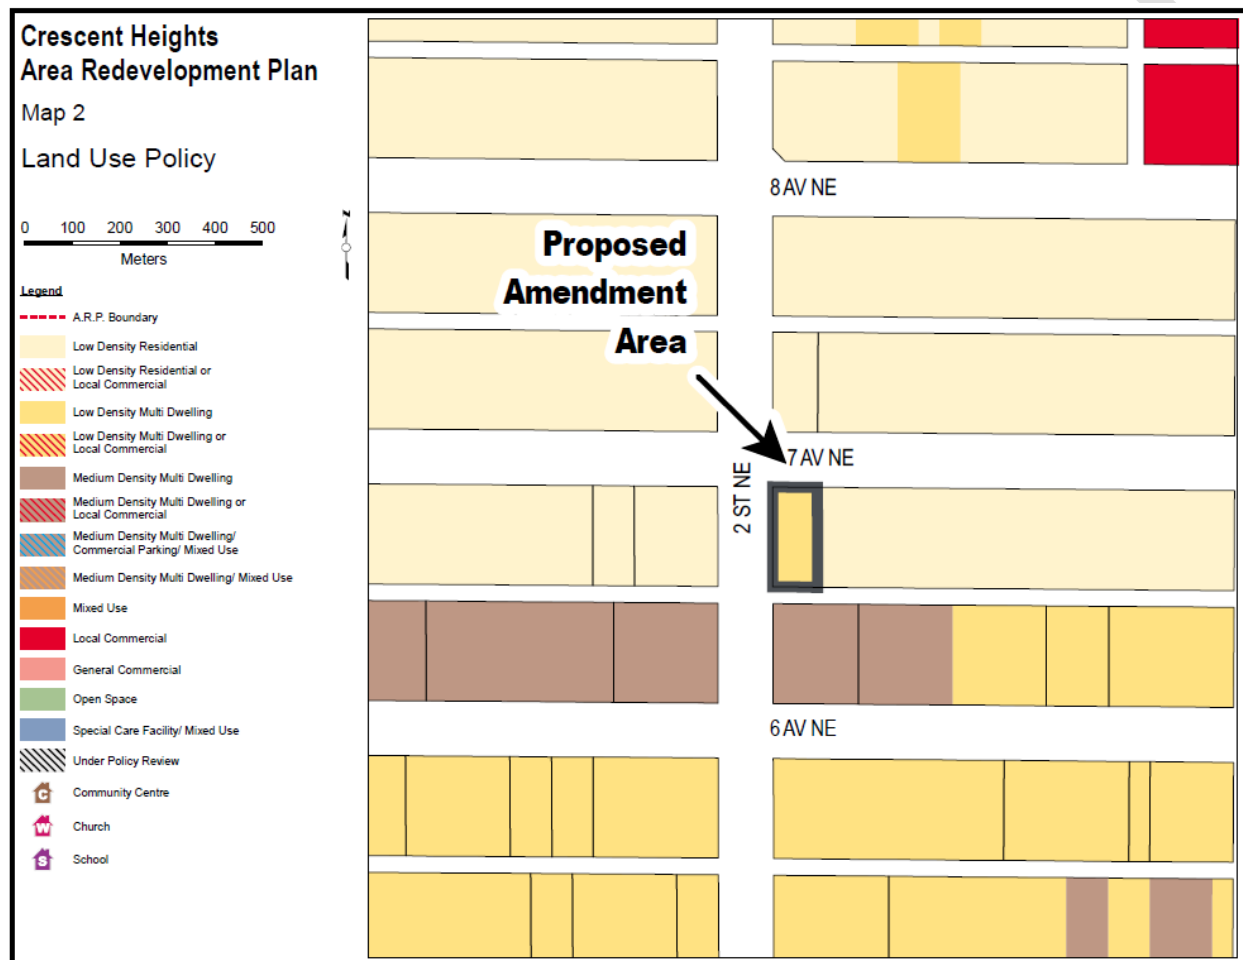 Crescent Heights
Area Redevelopment Plan
Map 2
Land Use Policy
0 100 200 300 400 500
Meters
N
Legend
A.R.P. Boundary
Low Density Residential
Low Density Residential or
Local Commercial
Low Density Multi Dwelling
Low Density Multi Dwelling or
Local Commercial
Medium Density Multi Dwelling
Medium Density Multi Dwelling or
Local Commercial
Medium Density Multi Dwelling/
Commercial Parking/ Mixed Use
Medium Density Multi Dwelling/ Mixed Use
Mixed Use
Local Commercial
General Commercial
Open Space
Special Care Facility/ Mixed Use
Under Policy Review
C Community Centre
W Church
S School
8 AV NE
Proposed
Amendment
Area
7 AV NE
2 ST NE
6 AV NE